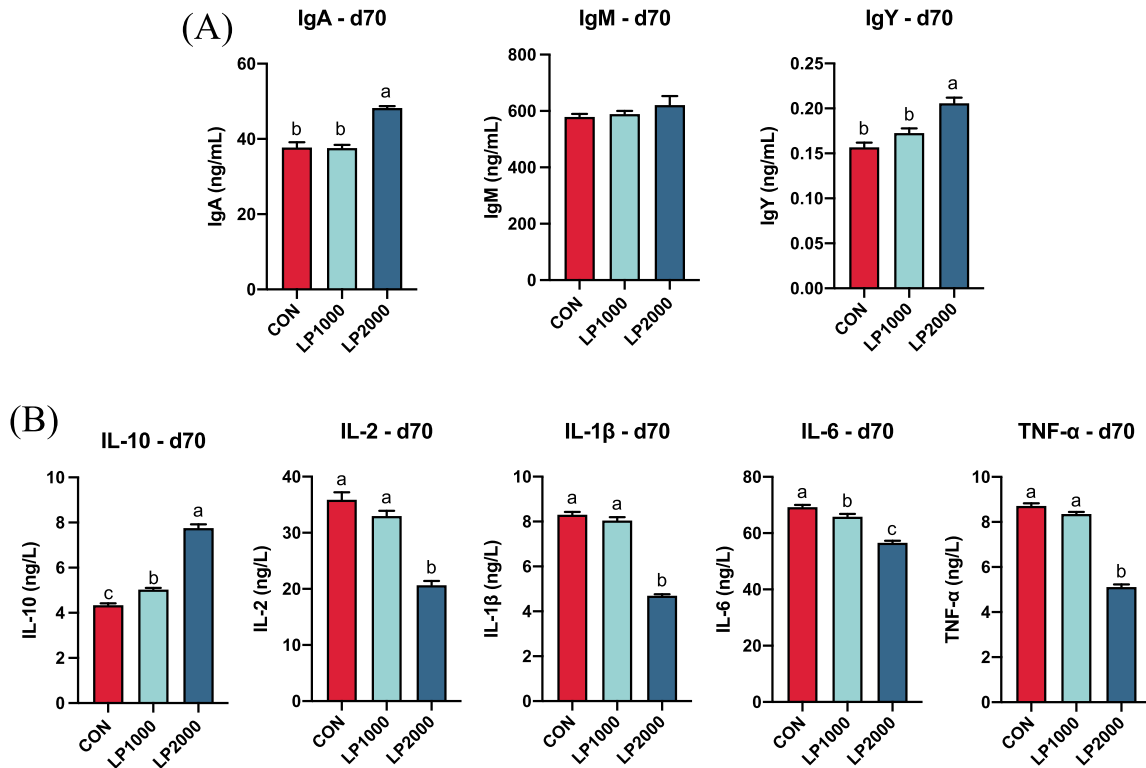 (A)
IgA - d70
IgA (ng/mL)
60
40
20
0
b
b
a
CON
LP1000
LP2000
IgM - d70
IgM (ng/mL)
800
600
400
200
0
CON
LP1000
LP2000
IgY - d70
IgY (ng/mL)
0.25
0.20
0.15
0.10
0.05
0.00
b
b
a
CON
LP1000
LP2000
(B)
IL-10 - d70
IL-10 (ng/L)
10
8
6
4
2
0
c
b
a
CON
LP1000
LP2000
IL-2 - d70
IL-2 (ng/L)
40
30
20
10
0
a
a
b
CON
LP1000
LP2000
IL-1β - d70
IL-1β (ng/L)
10
8
6
4
2
0
a
a
b
CON
LP1000
LP2000
IL-6 - d70
IL-6 (ng/L)
80
60
40
20
0
a
b
c
CON
LP1000
LP2000
TNF-α - d70
TNF-α (ng/L)
10
8
6
4
2
0
a
a
b
CON
LP1000
LP2000